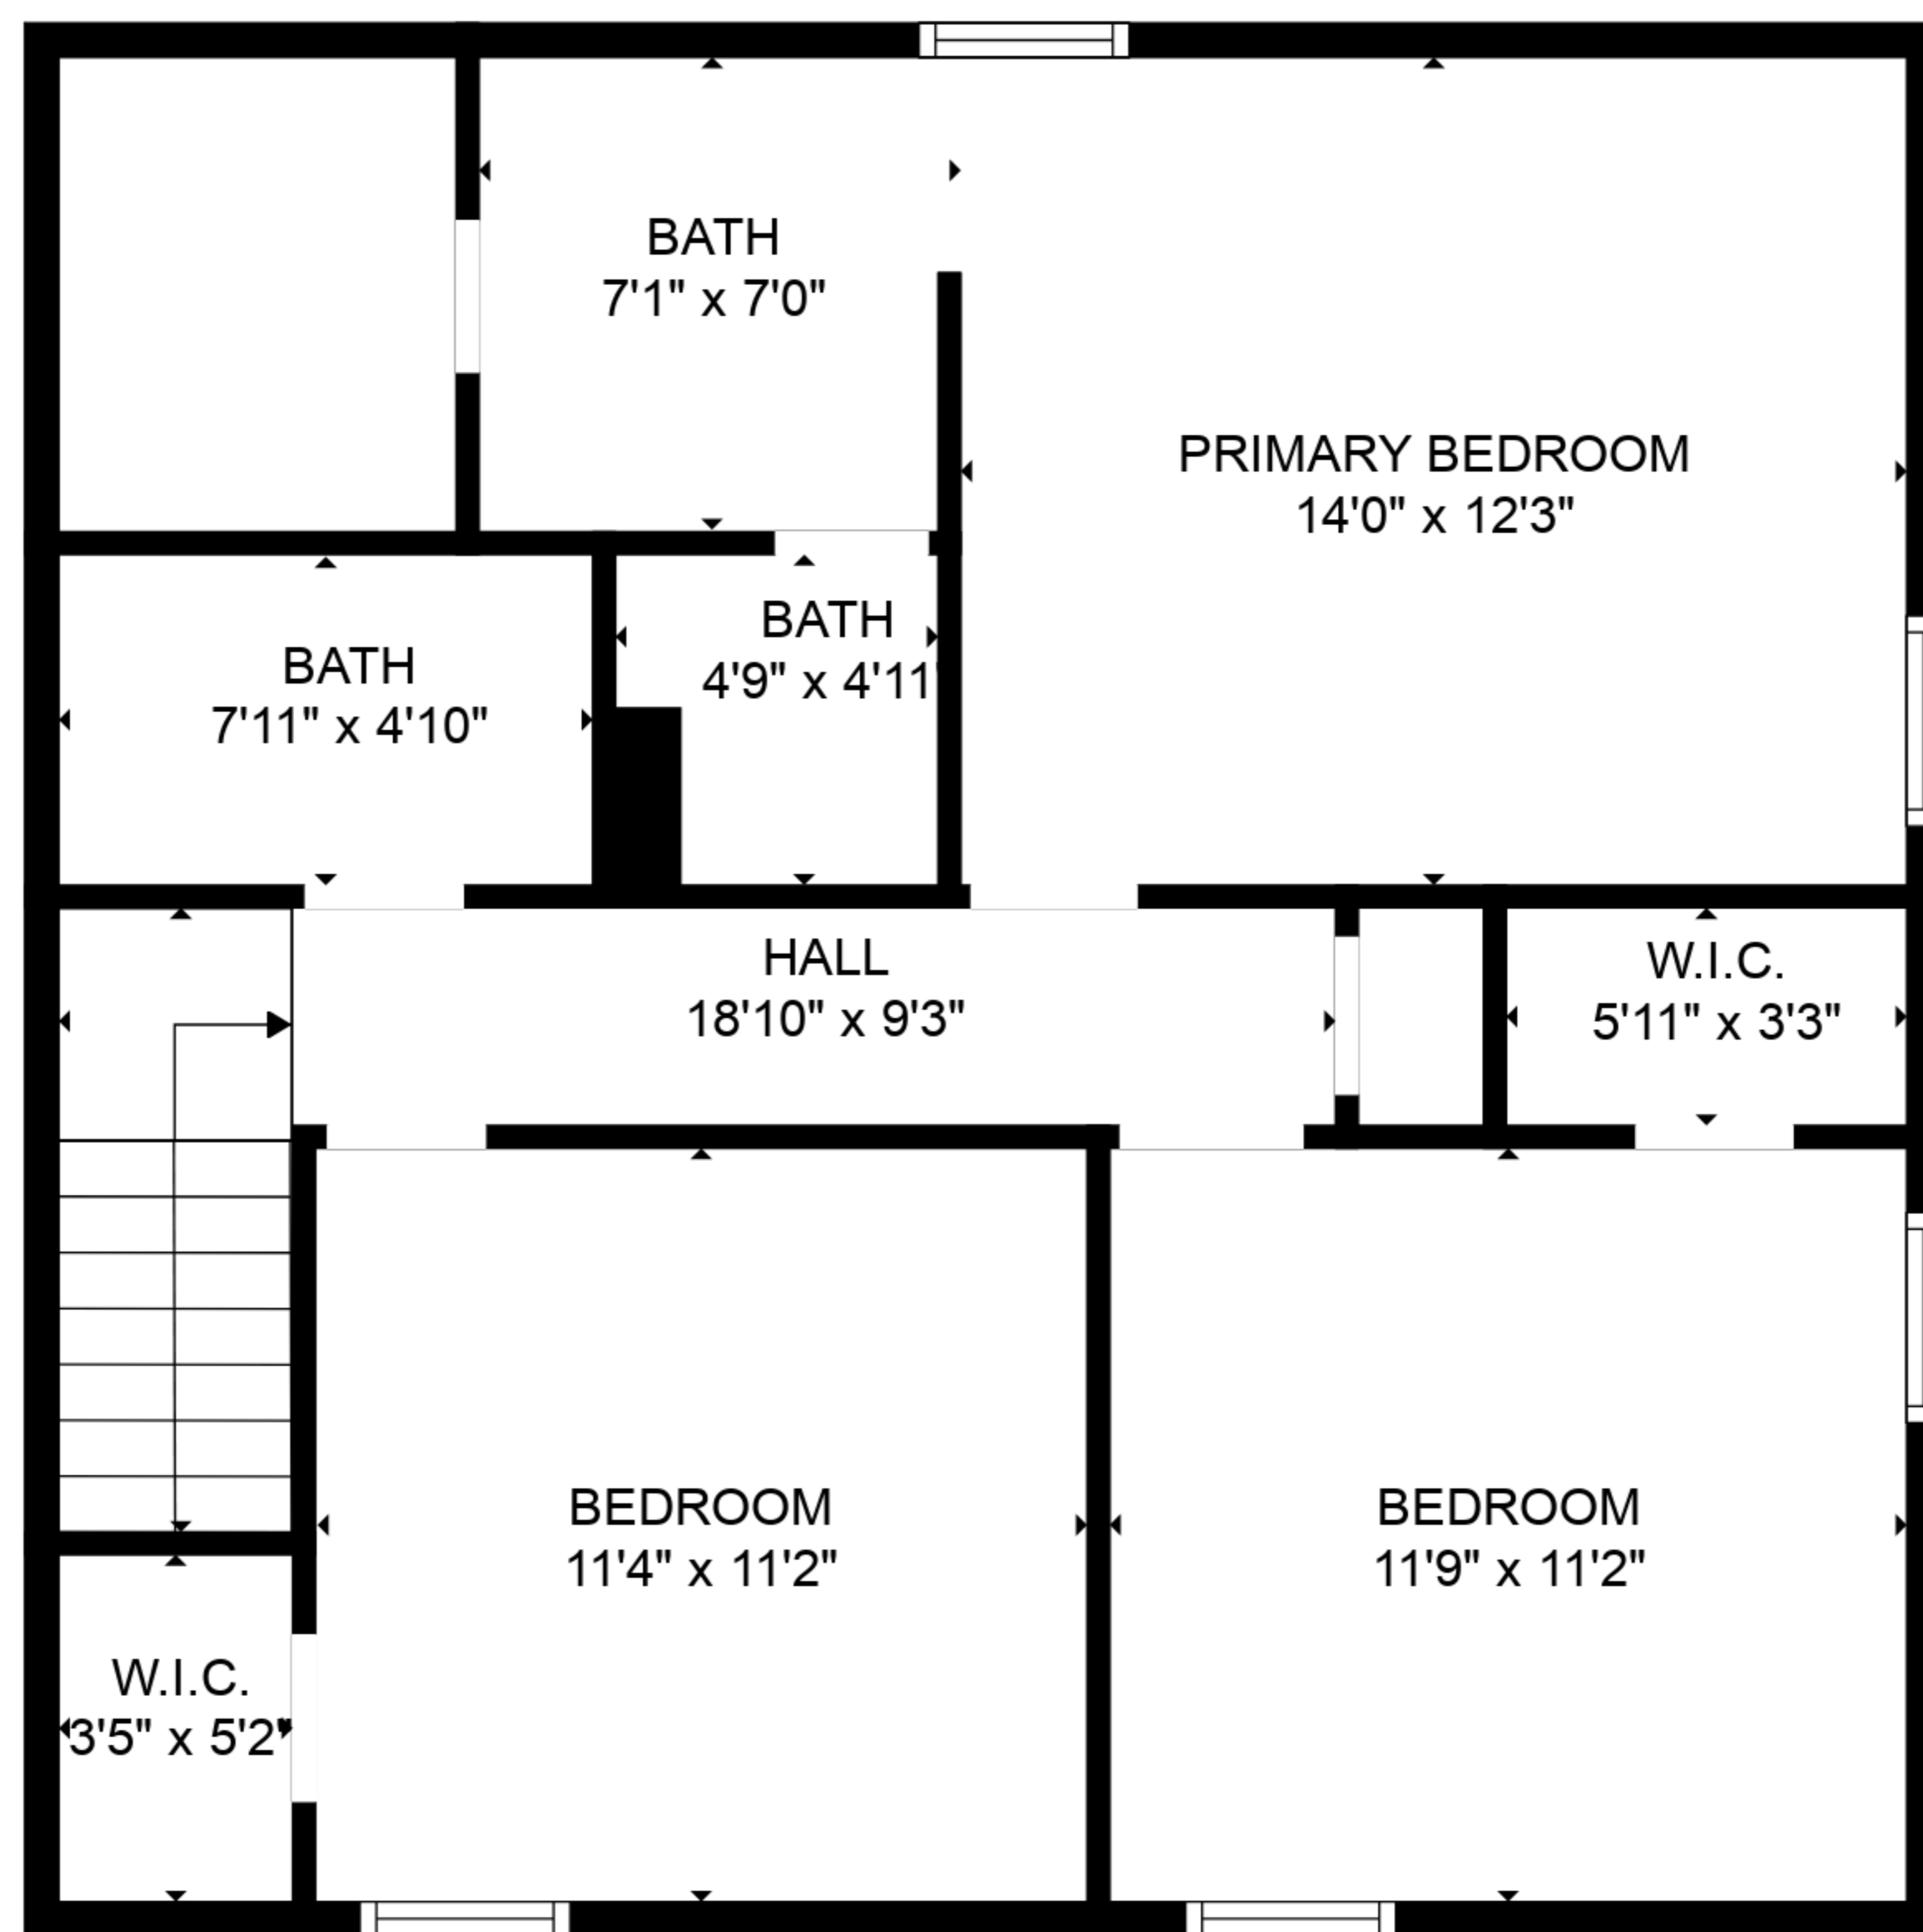 BATH
7'1" x 7'0"
PRIMARY BEDROOM
14'0" x 12'3"
BATH
4'9" x 4'11'
BATH
7'11" x 4'10"
HALL
18'10" x 9'3"
W.I.C.
5'11" x 3'3"
BEDROOM
11'4" x 11'2"
BEDROOM
11'9" x 11'2"
W.I.C.
3'5" x 5'2"